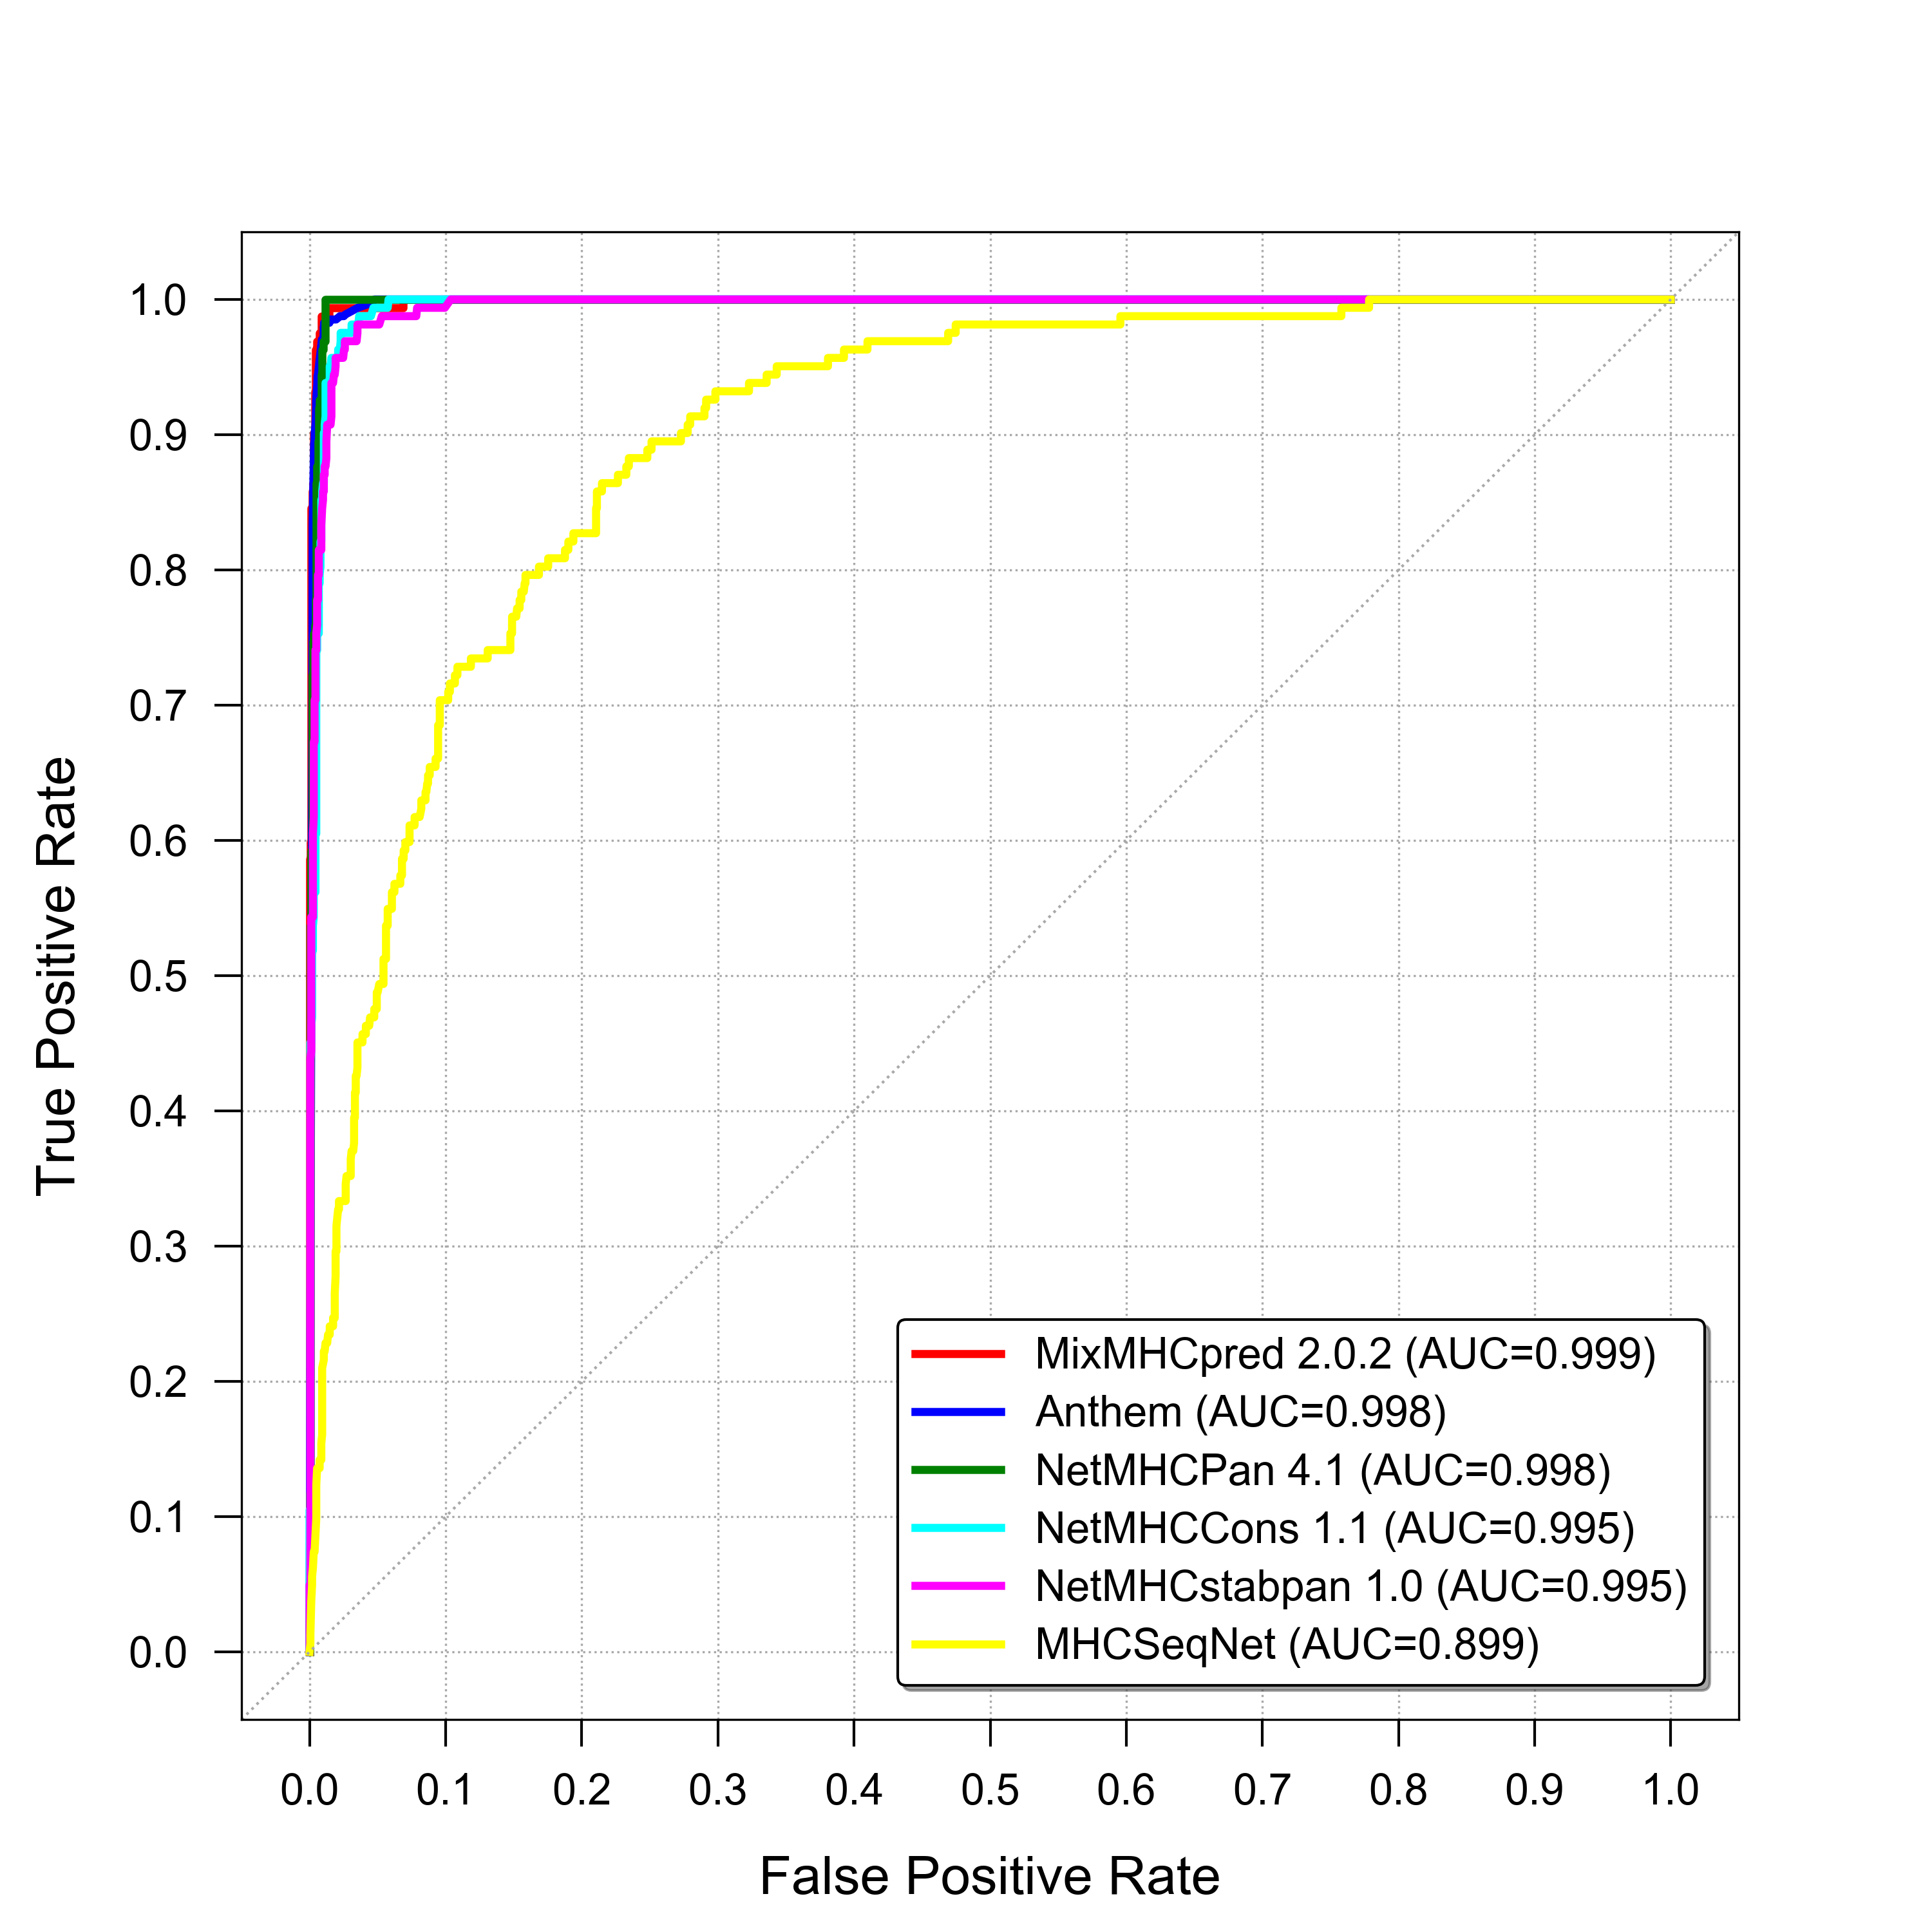 True Positive Rate
1.0
0.9
0.8
0.7
0.6
0.5
0.4
0.3
0.2
0.1
0.0
MixMHCpred 2.0.2 (AUC=0.999)
Anthem (AUC=0.998)
NetMHCPan 4.1 (AUC=0.998)
NetMHCCons 1.1 (AUC=0.995)
NetMHCstabpan 1.0 (AUC=0.995)
MHCSeqNet (AUC=0.899)
0.0 0.1 0.2 0.3 0.4 0.5 0.6 0.7 0.8 0.9 1.0
False Positive Rate